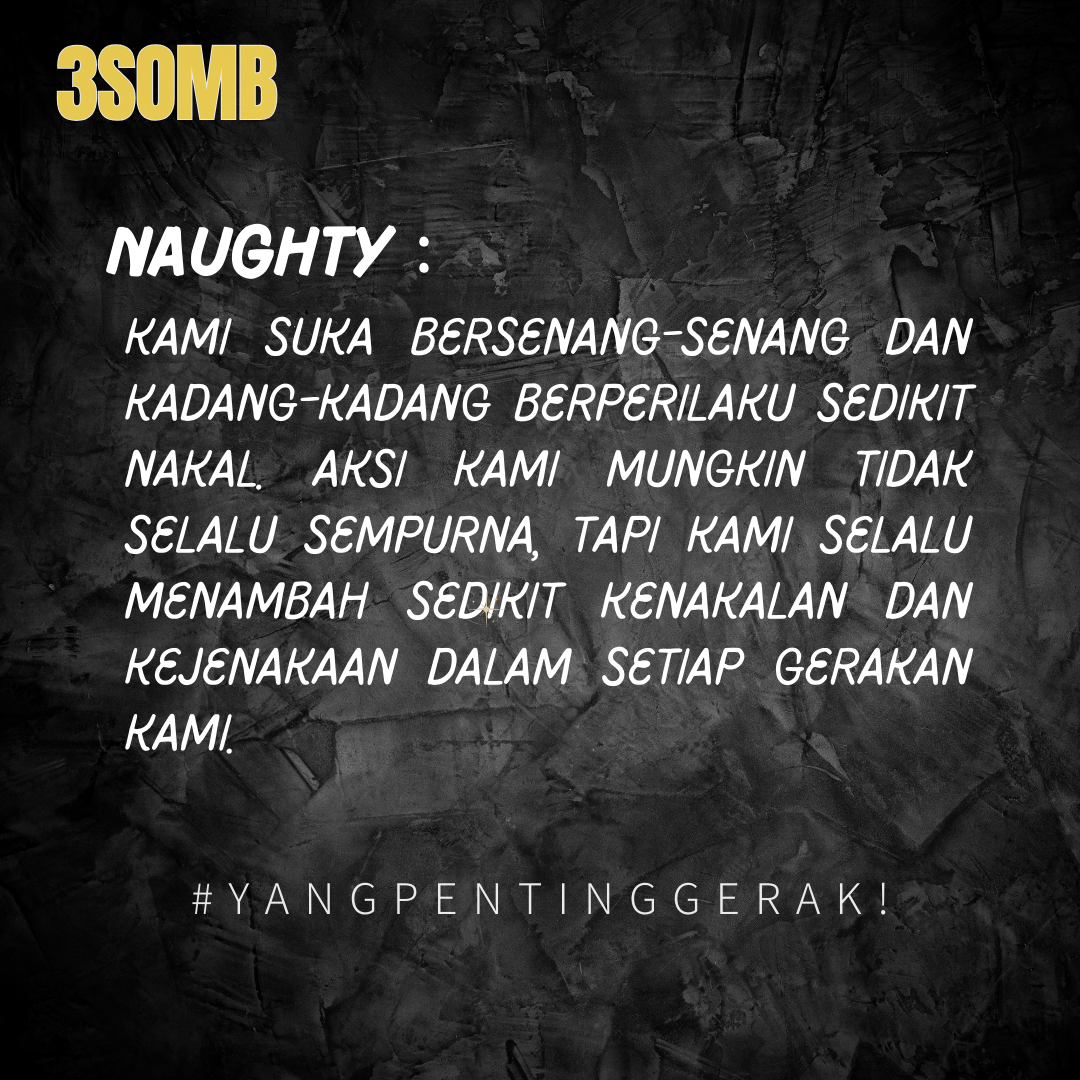 3SOMB
NAUGHTY :
KAMI SUKA BERSENANG-SENANG DAN
KADANG-KADANG BERPERILAKU SEDIKIT
NAKAL. AKSI KAMI MUNGKIN TIDAK
SELALU SEMPURNA, TAPI KAMI SELALU
MENAMBAH SEDIKIT KENAKALAN DAN
KEJENAKAAN DALAM SETIAP GERAKAN
KAMI.
#YANGPENTINGGERAK!